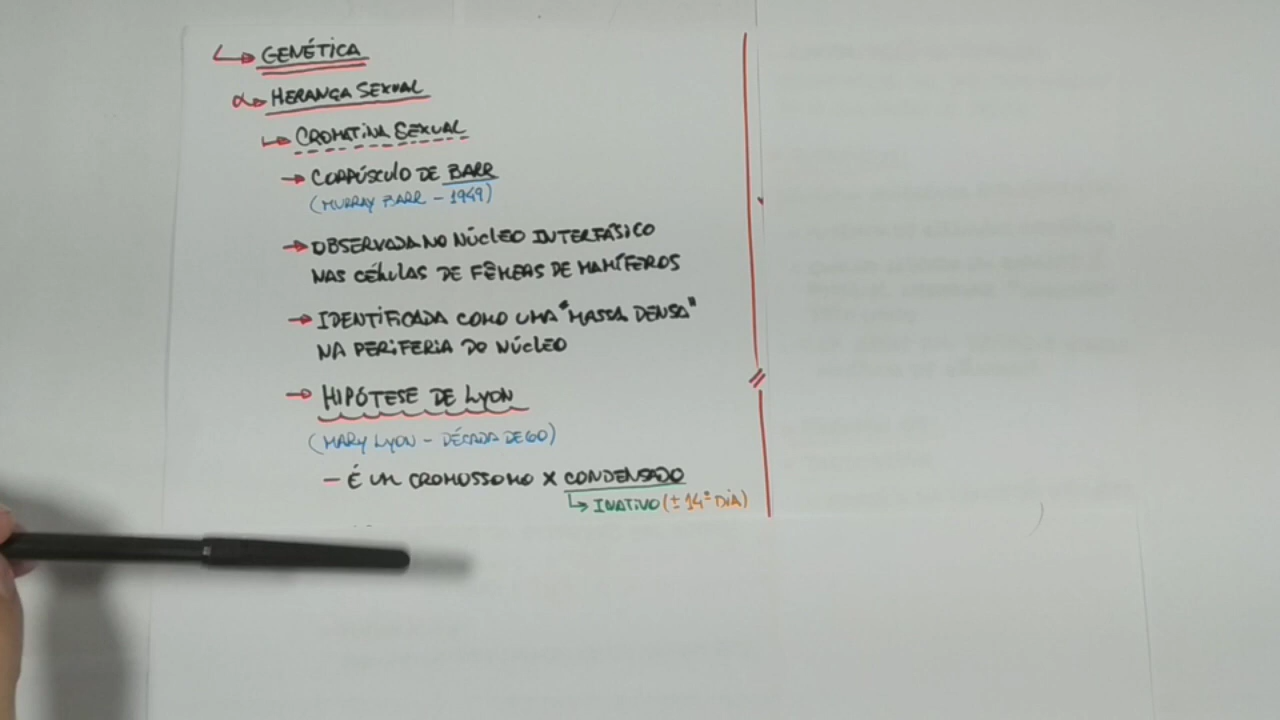 GENÉTICA
HERANÇA SEXUAL
CROMATINA SEXUAL
CORPÚSCULO DE BARR
(MURRAY BARR - 1949)
OBSERVADA NO NÚCLEO INTERFÁSICO
NAS CÉLULAS DE FÊMEAS DE MAMÍFEROS
IDENTIFICADA COMO UMA "MASSA DENSA"
NA PERIFERIA DO NÚCLEO
HIPÓTESE DE LYON
(MARY LYON - DÉCADA DE 60)
- É UM CROMOSSOMO X CONDENSADO
INATIVO (± 14º DIA)